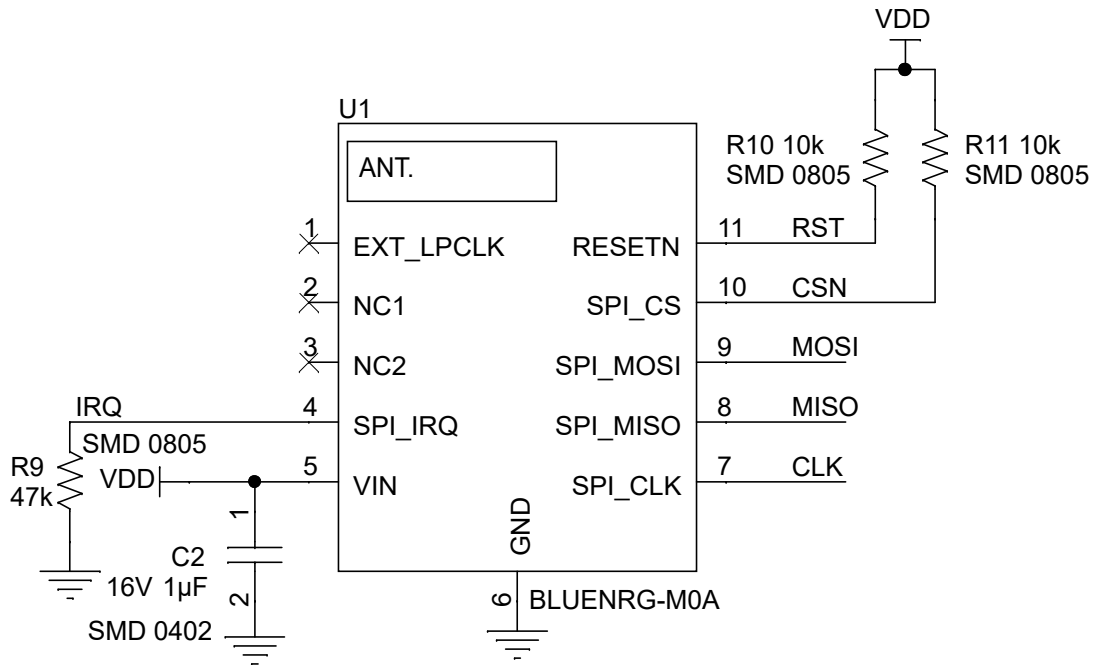 VDD
U1
ANT.
R10 10k
SMD 0805
R11 10k
SMD 0805
1
EXT_LPCLK
RESETN
11
RST
2
NC1
SPI_CS
10
CSN
3
NC2
SPI_MOSI
9
MOSI
IRQ
4
SPI_IRQ
SPI_MISO
8
MISO
SMD 0805
R9
47k
VDD
5
VIN
SPI_CLK
7
CLK
1
GND
C2
16V 1µF
2
SMD 0402
6
BLUENRG-M0A